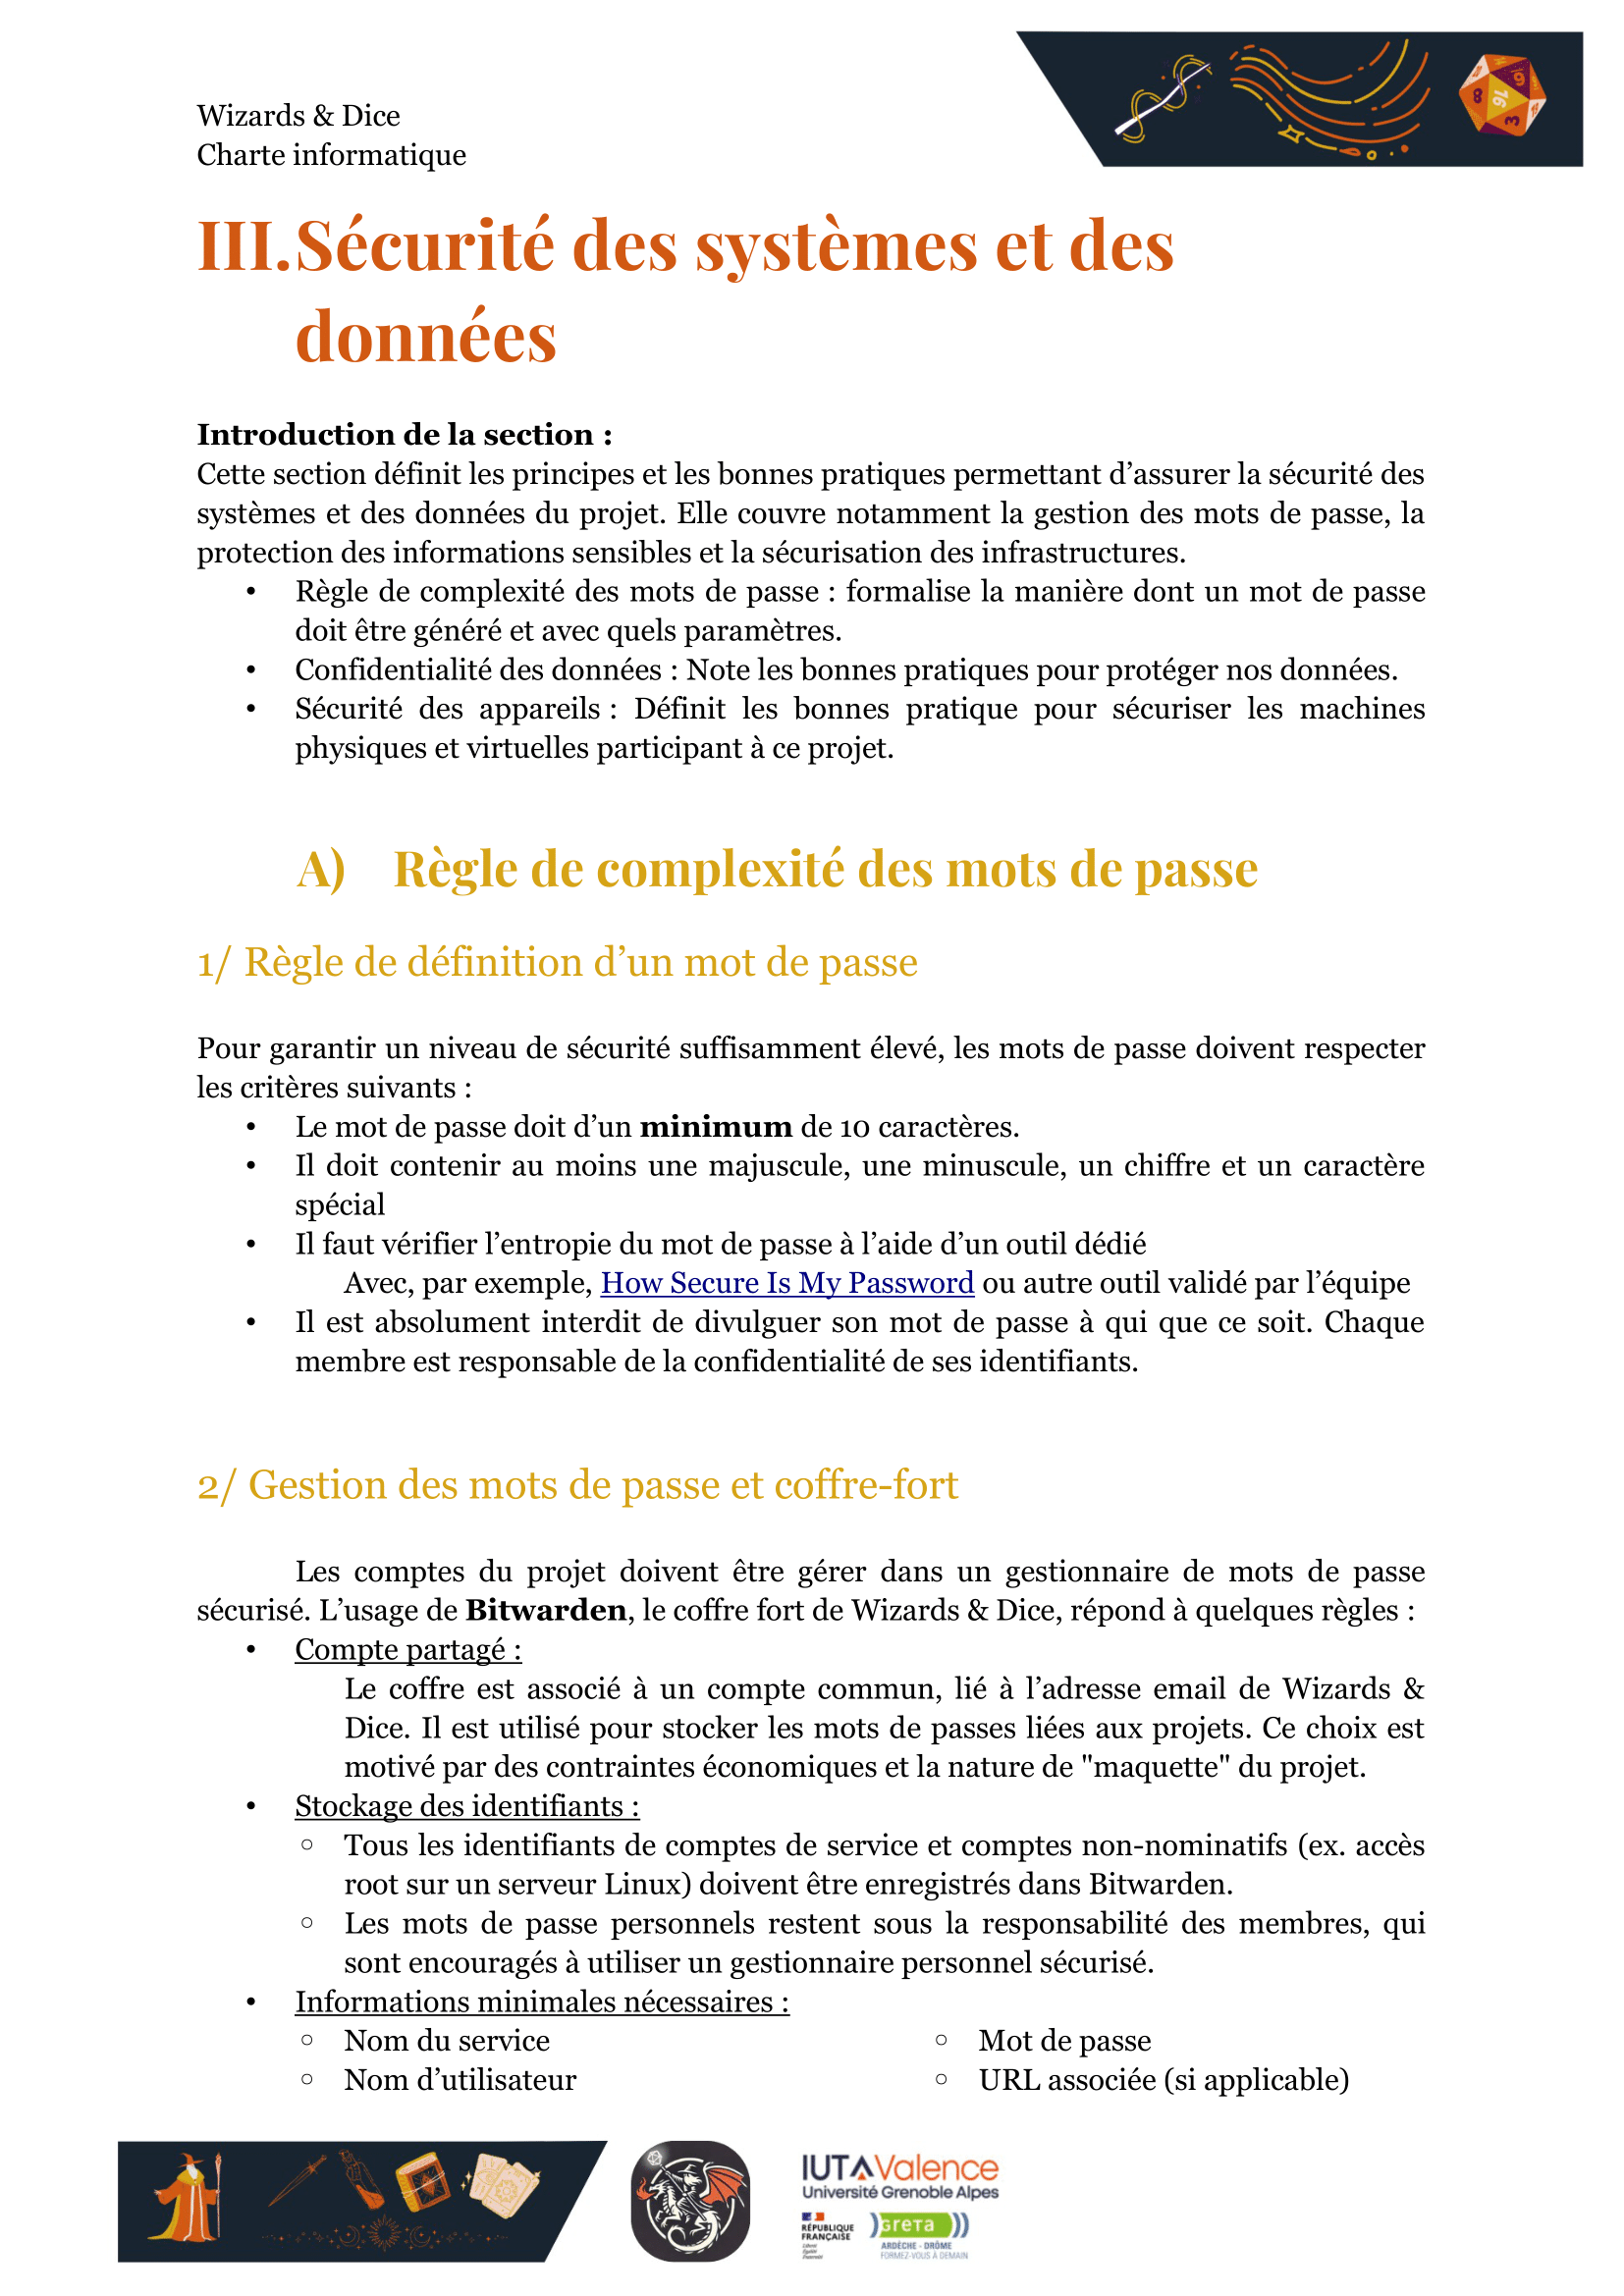 Wizards & Dice
Charte informatique
III.Sécurité des systèmes et des
données
Introduction de la section :
Cette section définit les principes et les bonnes pratiques permettant d’assurer la sécurité des
systèmes et des données du projet. Elle couvre notamment la gestion des mots de passe, la
protection des informations sensibles et la sécurisation des infrastructures.
• Règle de complexité des mots de passe : formalise la manière dont un mot de passe
doit être généré et avec quels paramètres.
• Confidentialité des données : Note les bonnes pratiques pour protéger nos données.
• Sécurité des appareils : Définit les bonnes pratique pour sécuriser les machines
physiques et virtuelles participant à ce projet.
A) Règle de complexité des mots de passe
1/ Règle de définition d’un mot de passe
Pour garantir un niveau de sécurité suffisamment élevé, les mots de passe doivent respecter
les critères suivants :
• Le mot de passe doit d’un minimum de 10 caractères.
• Il doit contenir au moins une majuscule, une minuscule, un chiffre et un caractère
spécial
• Il faut vérifier l’entropie du mot de passe à l’aide d’un outil dédié
Avec, par exemple, How Secure Is My Password ou autre outil validé par l’équipe
• Il est absolument interdit de divulguer son mot de passe à qui que ce soit. Chaque
membre est responsable de la confidentialité de ses identifiants.
2/ Gestion des mots de passe et coffre-fort
Les comptes du projet doivent être gérer dans un gestionnaire de mots de passe
sécurisé. L’usage de Bitwarden, le coffre fort de Wizards & Dice, répond à quelques règles :
• Compte partagé :
Le coffre est associé à un compte commun, lié à l’adresse email de Wizards &
Dice. Il est utilisé pour stocker les mots de passes liées aux projets. Ce choix est
motivé par des contraintes économiques et la nature de "maquette" du projet.
• Stockage des identifiants :
◦ Tous les identifiants de comptes de service et comptes non-nominatifs (ex. accès
root sur un serveur Linux) doivent être enregistrés dans Bitwarden.
◦ Les mots de passe personnels restent sous la responsabilité des membres, qui
sont encouragés à utiliser un gestionnaire personnel sécurisé.
• Informations minimales nécessaires :
◦ Nom du service
◦ Nom d’utilisateur
◦ Mot de passe
◦ URL associée (si applicable)
IUT Valence
Université Grenoble Alpes
RÉPUBLIQUE
FRANÇAISE
Liberté
Égalité
Fraternité
GRETA
ARDÈCHE - DRÔME
FORMEZ-VOUS À DEMAIN
8
16
9
3